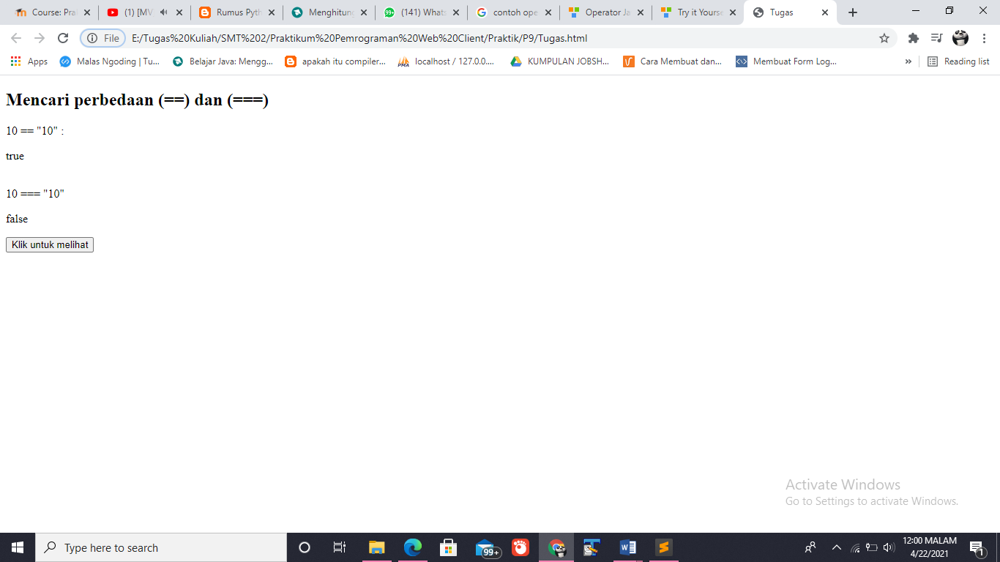 Course: Pra
(1) [MV
Rumus Pyth
Menghitung
(141) Whats
contoh ope
Operator Ja
Try it Yourse
Tugas
File
E:/Tugas%20Kuliah/SMT%202/Praktikum%20Pemrograman%20Web%20Client/Praktik/P9/Tugas.html
Apps
Malas Ngoding | Tu...
Belajar Java: Mengg...
apakah itu compiler...
localhost / 127.0.0....
KUMPULAN JOBSH...
Cara Membuat dan...
Membuat Form Log...
»
Reading list
Mencari perbedaan (==) dan (===)
10 == "10" :
true
10 === "10"
false
Klik untuk melihat
Activate Windows
Go to Settings to activate Windows.
Type here to search
99+
12:00 MALAM
4/22/2021
1